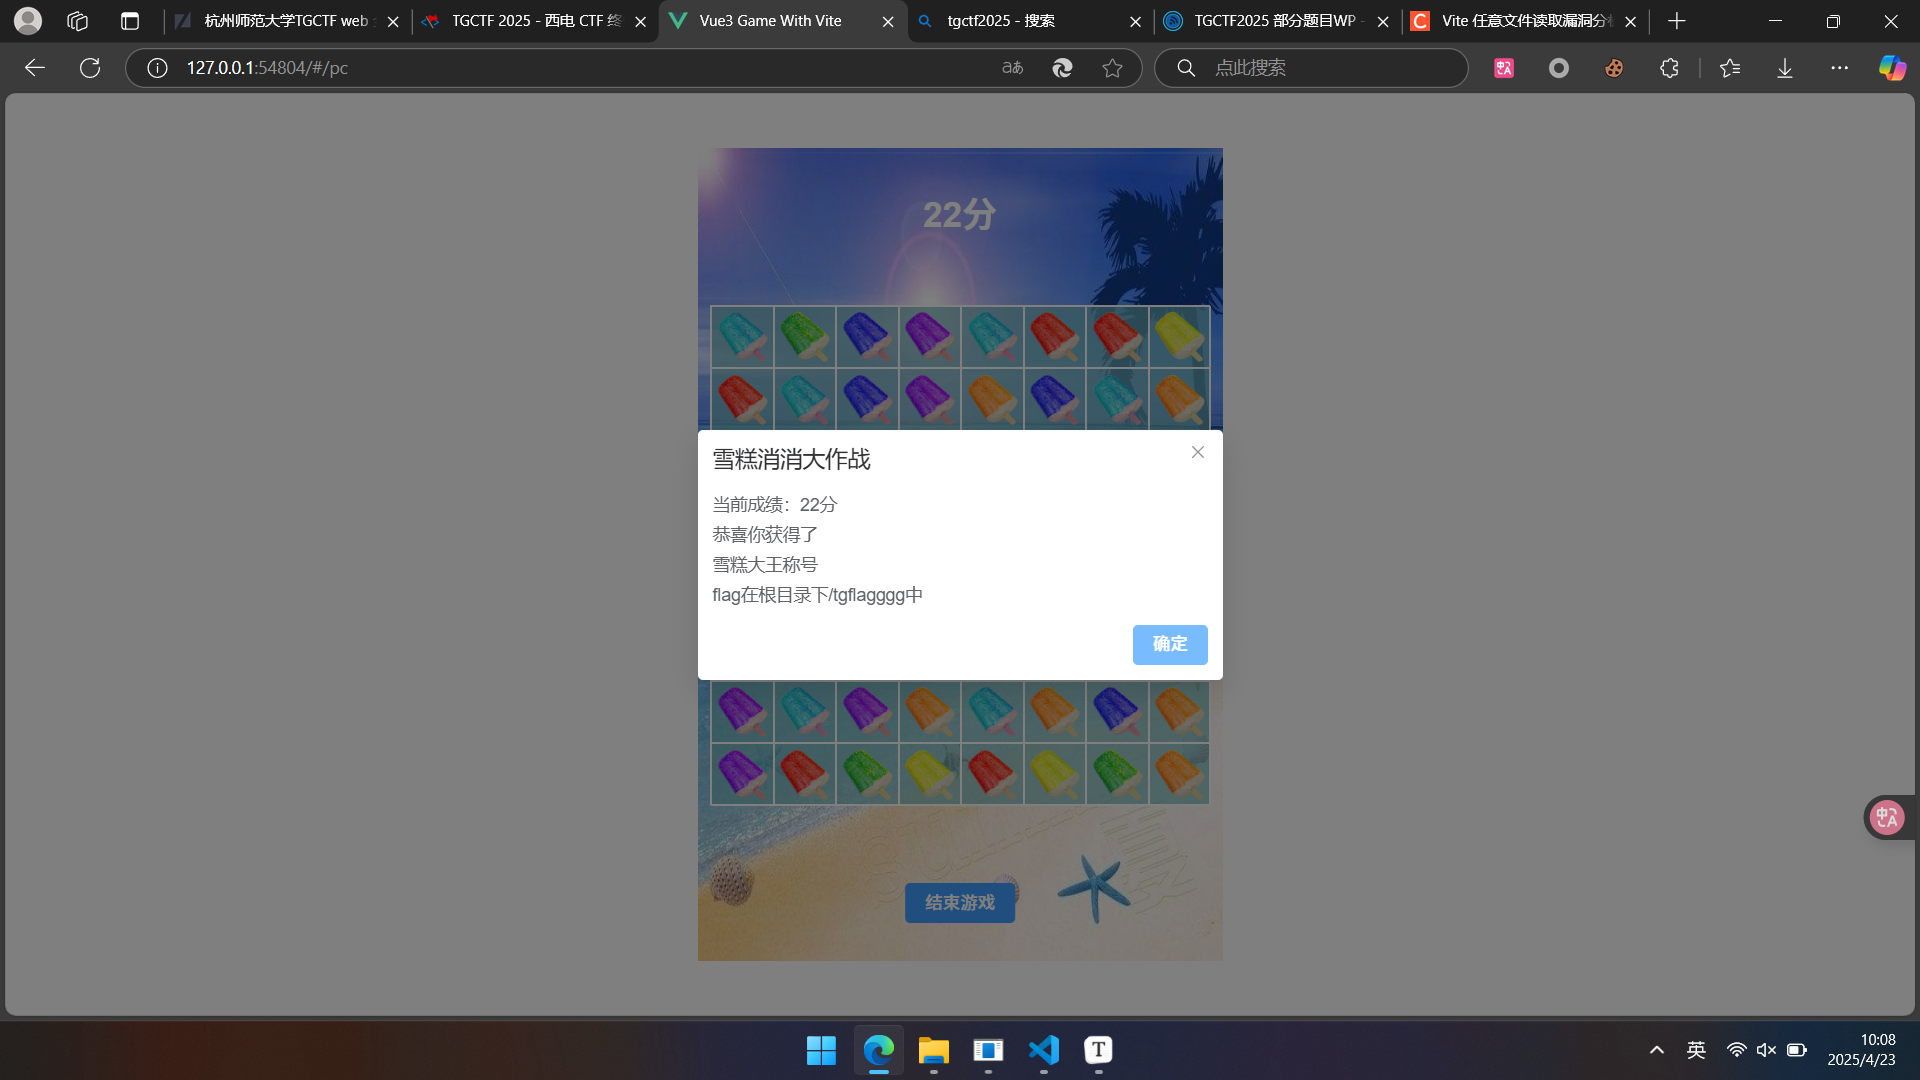 杭州师范大学TGCTF web
TGCTF 2025 - 西电 CTF 终
Vue3 Game With Vite
tgctf2025 - 搜索
TGCTF2025 部分题目WP -
Vite 任意文件读取漏洞分
127.0.0.1:54804/#/pc
点此搜索
22分
雪糕消消大作战
当前成绩：22分
恭喜你获得了
雪糕大王称号
flag在根目录下/tgflagggg中
确定
结束游戏
英
10:08
2025/4/23